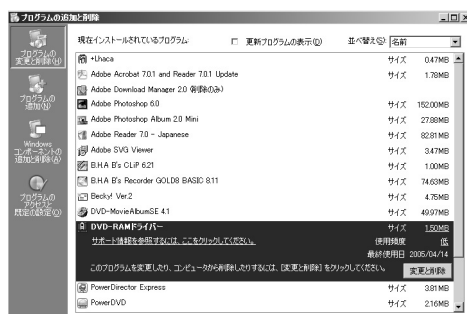 プログラムの追加と削除
プログラムの
変更と削除(H)
プログラムの
追加(N)
Windows
コンポーネントの
追加と削除(A)
プログラムの
アクセスと
既定の設定(O)
現在インストールされているプログラム:
更新プログラムの表示(D)
並べ替え(S): 名前
+Lhaca サイズ 0.47MB
Adobe Acrobat 7.0.1 and Reader 7.0.1 Update サイズ 1.78MB
Adobe Download Manager 2.0 (削除のみ)
Adobe Photoshop 6.0 サイズ 152.00MB
Adobe Photoshop Album 2.0 Mini サイズ 27.88MB
Adobe Reader 7.0 - Japanese サイズ 82.81MB
Adobe SVG Viewer サイズ 3.47MB
B.H.A B's CLiP 6.21 サイズ 1.00MB
B.H.A B's Recorder GOLD8 BASIC 8.11 サイズ 74.63MB
Becky! Ver.2 サイズ 4.75MB
DVD-MovieAlbumSE 4.1 サイズ 49.97MB
DVD-RAMドライバー サイズ 1.50MB
サポート情報を参照するには、ここをクリックしてください。 使用頻度 低
最終使用日 2005/04/14
このプログラムを変更したり、コンピュータから削除したりするには、[変更と削除] をクリックしてください。 変更と削除
PowerDirector Express サイズ 3.81MB
PowerDVD サイズ 2.16MB